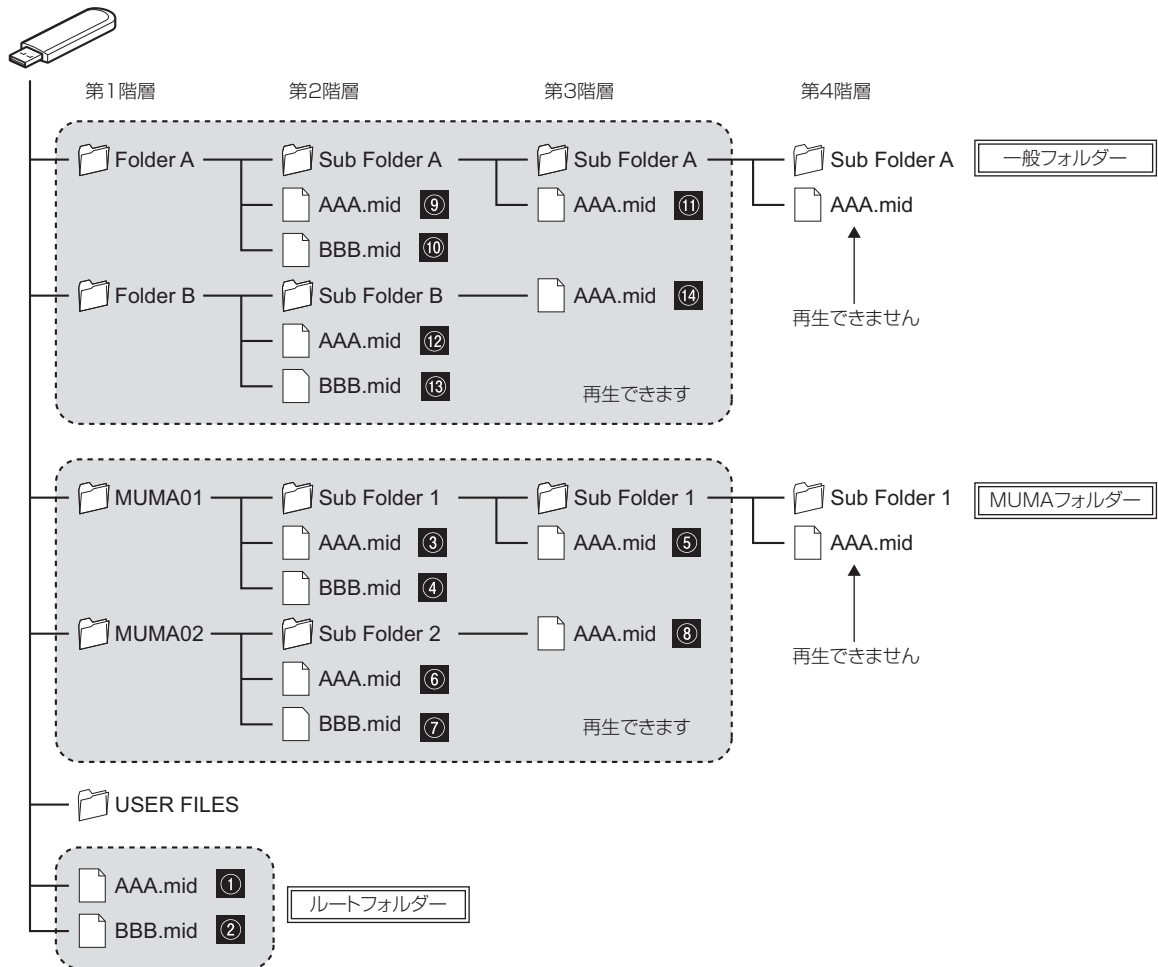 第1階層 第2階層 第3階層 第4階層
Folder A Sub Folder A Sub Folder A Sub Folder A 一般フォルダー
AAA.mid ⑨ AAA.mid ⑪ AAA.mid
BBB.mid ⑩
Folder B Sub Folder B AAA.mid ⑭ 再生できません
AAA.mid ⑫
BBB.mid ⑬ 再生できます
MUMA01 Sub Folder 1 Sub Folder 1 Sub Folder 1 MUMAフォルダー
AAA.mid ③ AAA.mid ⑤ AAA.mid
BBB.mid ④
MUMA02 Sub Folder 2 AAA.mid ⑧ 再生できません
AAA.mid ⑥
BBB.mid ⑦ 再生できます
USER FILES
AAA.mid ① ルートフォルダー
BBB.mid ②